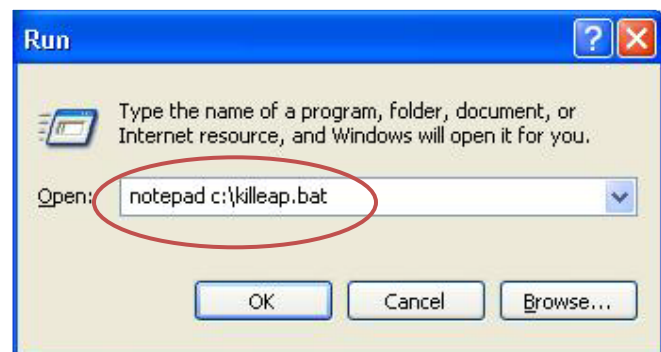 Run
Type the name of a program, folder, document, or
Internet resource, and Windows will open it for you.
Open: notepad c:\killeap.bat
OK Cancel Browse...